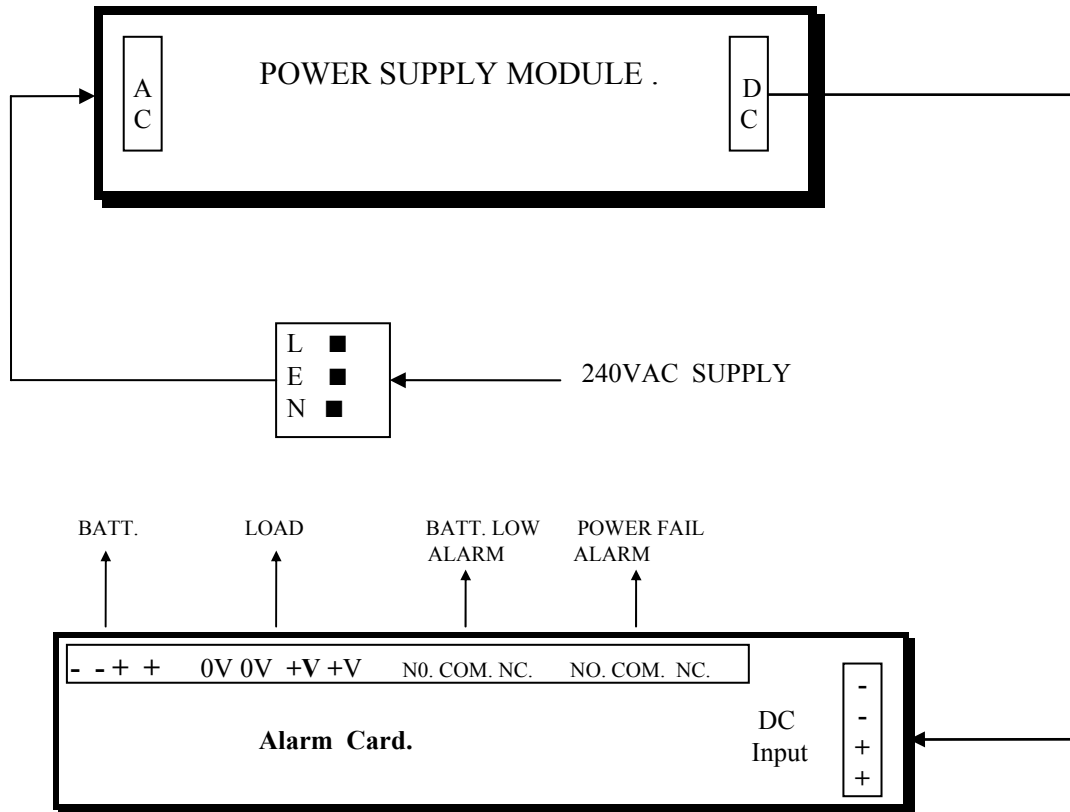 POWER SUPPLY MODULE .
A
C
D
C
L
E
N
240VAC SUPPLY
BATT.
LOAD
BATT. LOW
ALARM
POWER FAIL
ALARM
- - + +
0V 0V +V +V
N0. COM. NC.
NO. COM. NC.
Alarm Card.
DC
Input
-
-
+
+